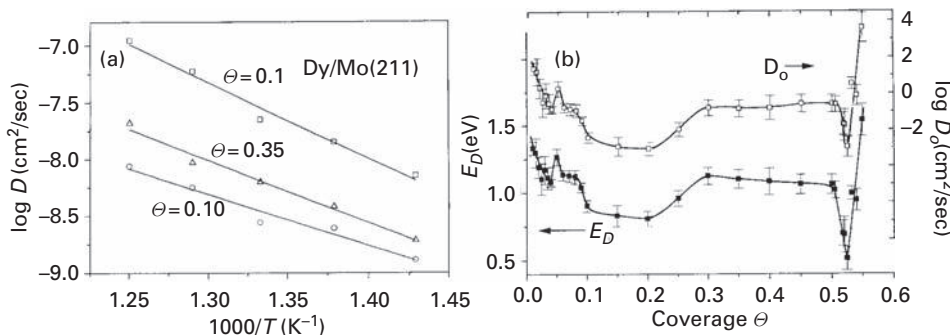 (a)
Dy/Mo(211)
Θ=0.1
Θ=0.35
Θ=0.10
log D (cm²/sec)
−7.0
−7.5
−8.0
−8.5
−9.0
1.25 1.30 1.35 1.40 1.45
1000/T (K⁻¹)
(b)
Dₒ
E_D
E_D(eV)
1.5
1.0
0.5
0.0 0.1 0.2 0.3 0.4 0.5 0.6
Coverage Θ
4
2
0
−2
log Dₒ(cm²/sec)